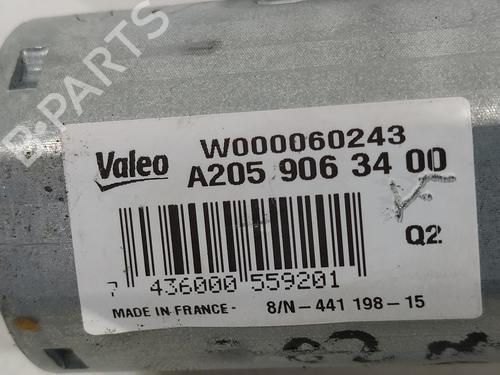 B-PARTS
W000060243
Valeo
A205 906 34 00
Q2
7 436000 559201
MADE IN FRANCE- 8/N-441 198-15